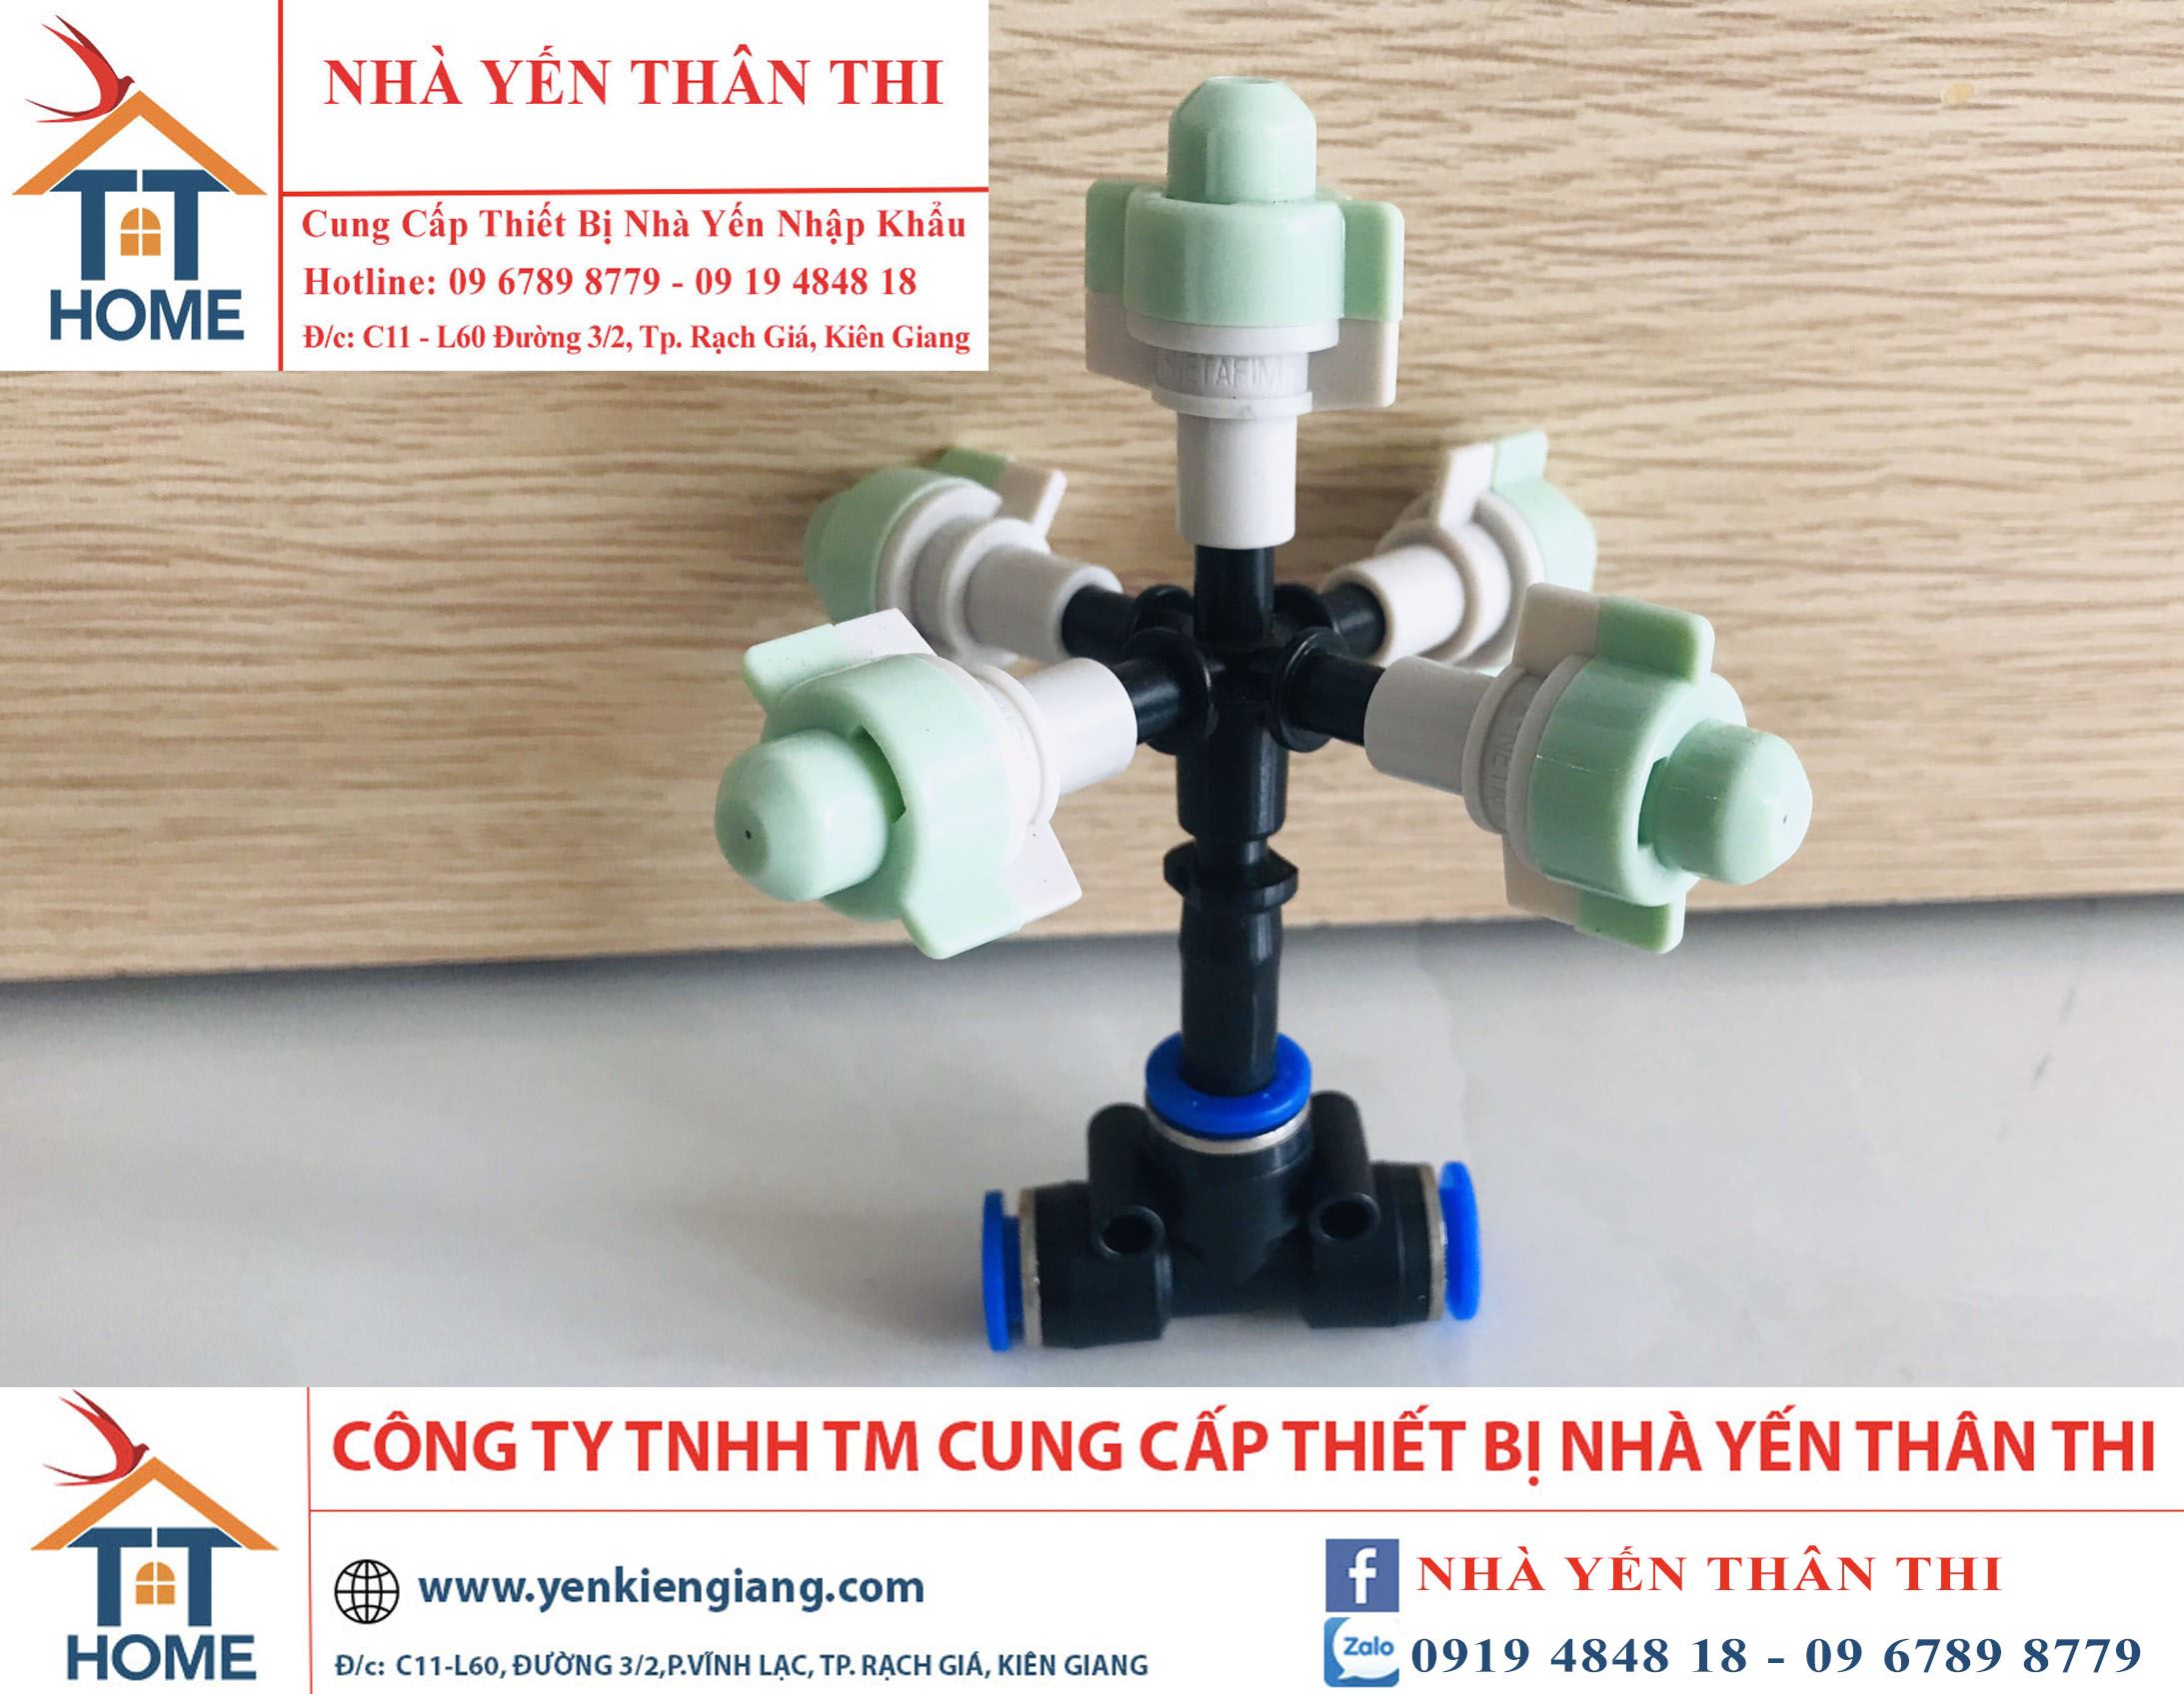 NHÀ YẾN THÂN THI
Cung Cấp Thiết Bị Nhà Yến Nhập Khẩu
Hotline: 09 6789 8779 - 09 19 4848 18
Đ/c: C11 - L60 Đường 3/2, Tp. Rạch Giá, Kiên Giang
TT
HOME
NETAFIM
CÔNG TY TNHH TM CUNG CẤP THIẾT BỊ NHÀ YẾN THÂN THI
TT
HOME
www.yenkiengiang.com
Đ/c: C11-L60, ĐƯỜNG 3/2,P.VĨNH LẠC, TP. RẠCH GIÁ, KIÊN GIANG
f NHÀ YẾN THÂN THI
Zalo 0919 4848 18 - 09 6789 8779